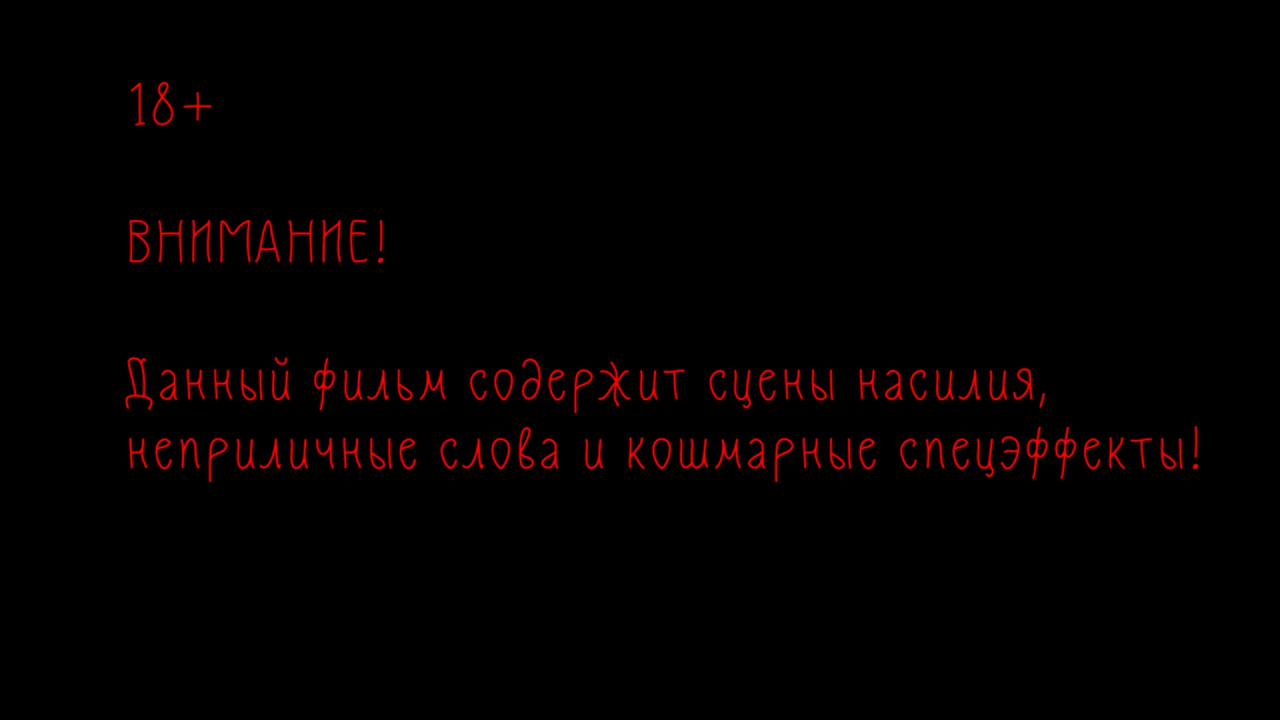 18+
ВНИМАНИЕ!
Данный фильм содержит сцены насилия,
неприличные слова и кошмарные спецэффекты!